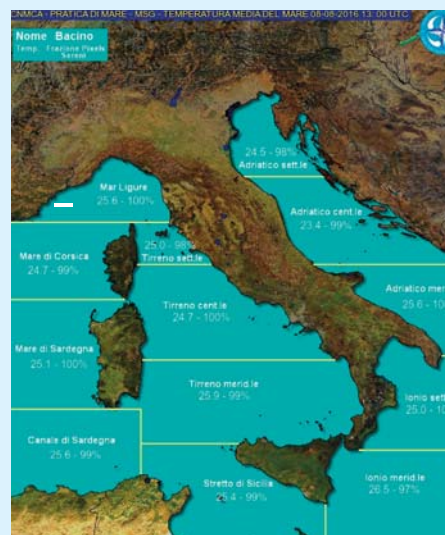 CNMCA - PRATICA DI MARE - MSG - TEMPERATURA MEDIA DEL MARE 08-08-2016 13:00 UTC
Nome Bacino
Temp. Frazione Pixels
Sereni
24.5 - 98%
Adriatico sett.le
Mar Ligure
25.6 - 100%
Adriatico cent.le
23.4 - 99%
Mare di Corsica
24.7 - 99%
25.0 - 98%
Tirreno sett.le
Adriatico mer
25.6 - 10
Tirreno cent.le
24.7 - 100%
Mare di Sardegna
25.1 - 100%
Tirreno merid.le
25.9 - 99%
Ionio sett
25.0 - 10
Canale di Sardegna
25.6 - 99%
Stretto di Sicilia
25.4 - 99%
Ionio merid.le
26.5 - 97%